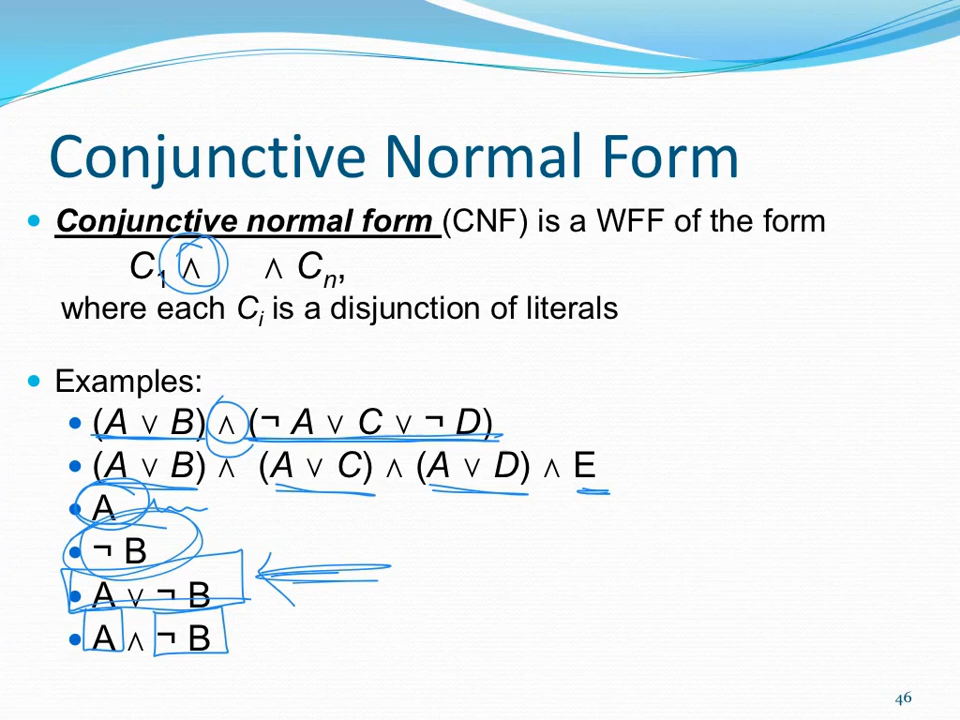 Conjunctive Normal Form
• Conjunctive normal form (CNF) is a WFF of the form
C₁ ∧ ∧ Cₙ,
where each Cᵢ is a disjunction of literals
• Examples:
• (A ∨ B) ∧ (¬ A ∨ C ∨ ¬ D)
• (A ∨ B) ∧ (A ∨ C) ∧ (A ∨ D) ∧ E
• A
• ¬ B
• A ∨ ¬ B
• A ∧ ¬ B
46